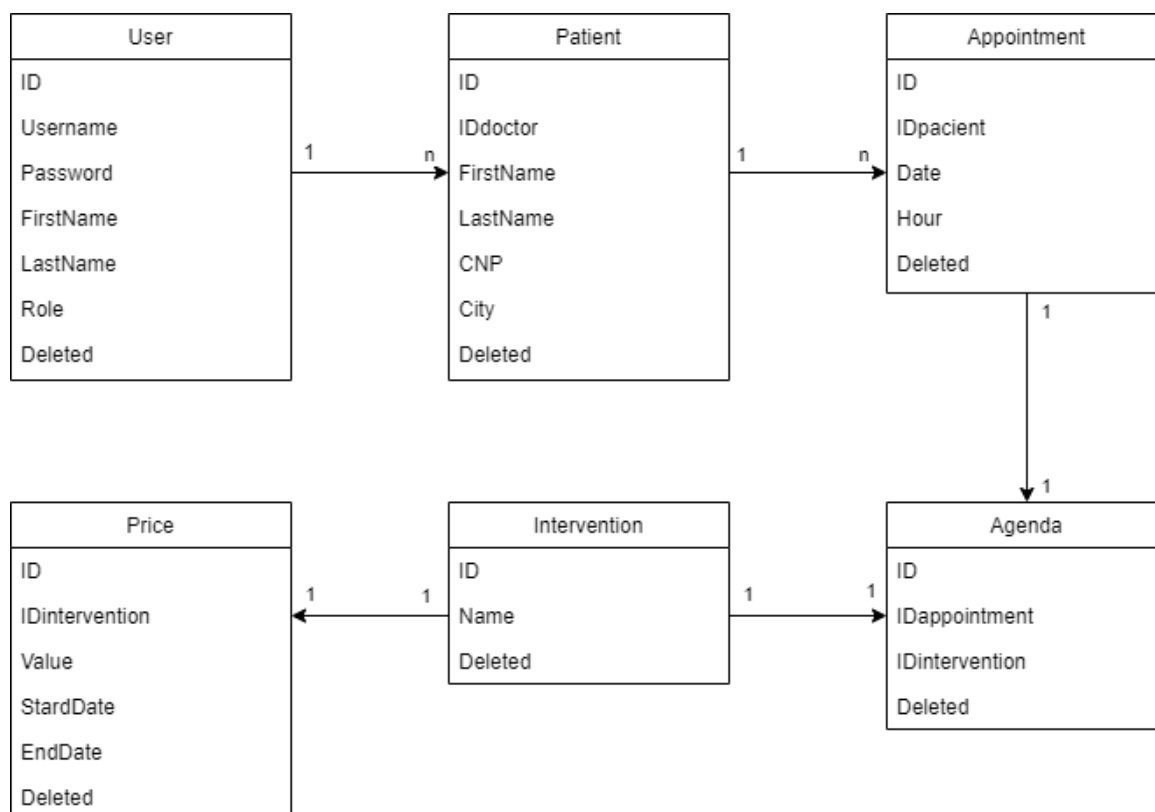 User
ID
Username
Password
FirstName
LastName
Role
Deleted
1
n
Patient
ID
IDdoctor
FirstName
LastName
CNP
City
Deleted
1
n
Appointment
ID
IDpacient
Date
Hour
Deleted
1
1
Price
ID
IDintervention
Value
StardDate
EndDate
Deleted
1
1
Intervention
ID
Name
Deleted
1
1
Agenda
ID
IDappointment
IDintervention
Deleted